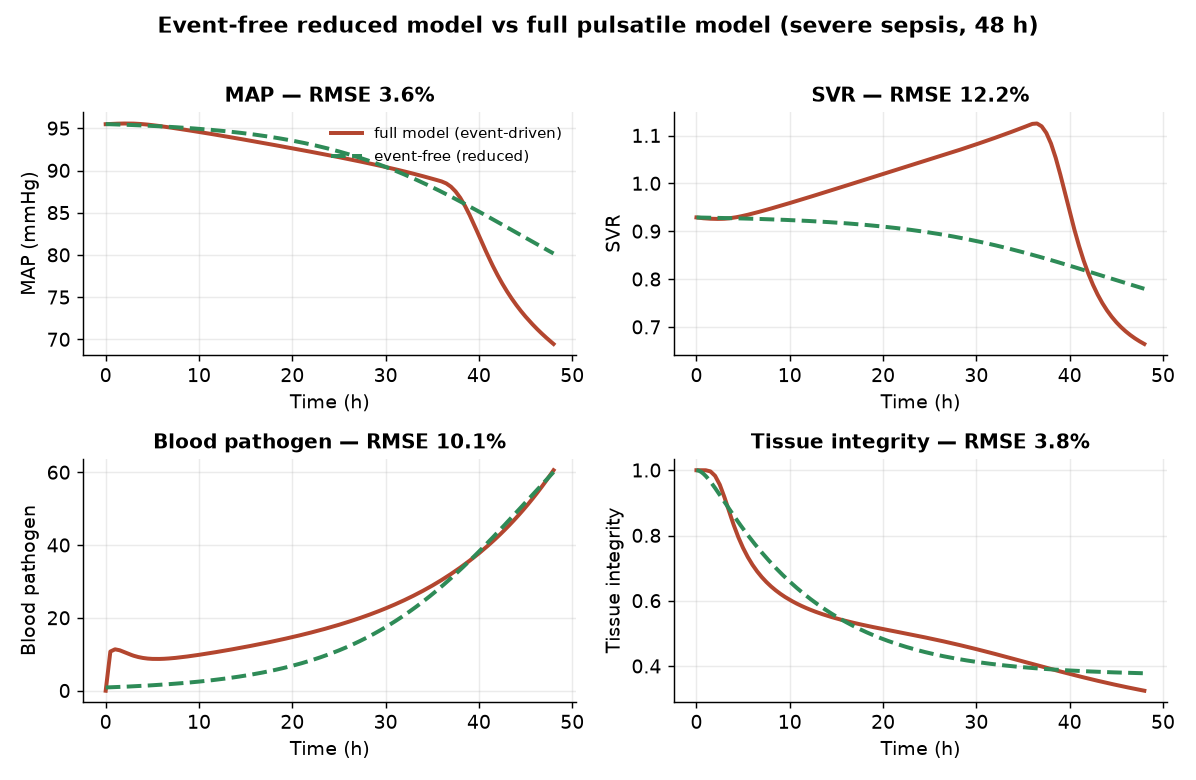 Event-free reduced model vs full pulsatile model (severe sepsis, 48 h)
MAP — RMSE 3.6%
full model (event-driven)
event-free (reduced)
MAP (mmHg)
95
90
85
80
75
70
0 10 20 30 40 50
Time (h)
SVR — RMSE 12.2%
SVR
1.1
1.0
0.9
0.8
0.7
0 10 20 30 40 50
Time (h)
Blood pathogen — RMSE 10.1%
Blood pathogen
60
40
20
0
0 10 20 30 40 50
Time (h)
Tissue integrity — RMSE 3.8%
Tissue integrity
1.0
0.8
0.6
0.4
0 10 20 30 40 50
Time (h)